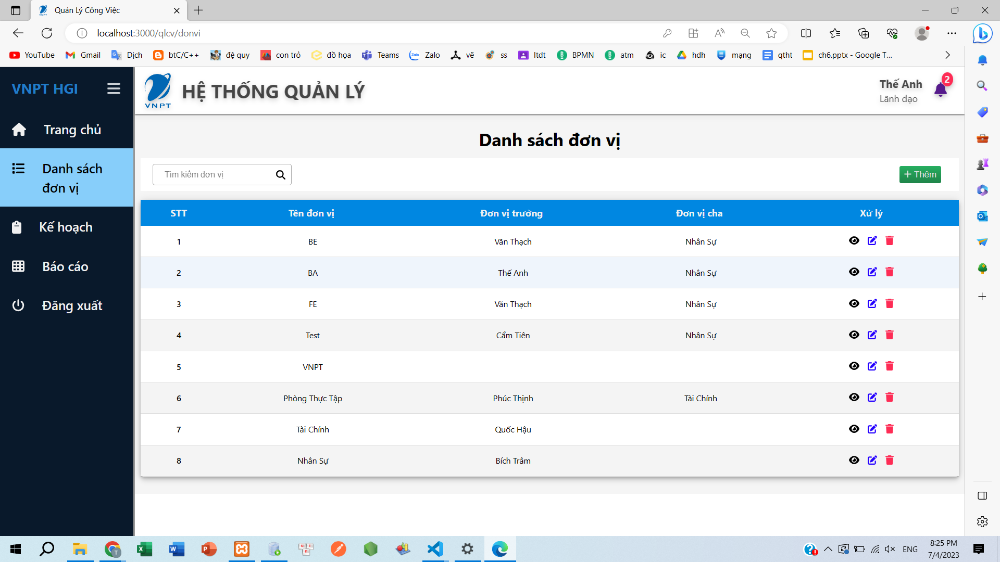 Quản Lý Công Việc
localhost:3000/qlcv/donvi
YouTube Gmail Dịch btC/C++ đệ quy con trỏ đồ họa Teams Zalo vẽ ss ltdt BPMN atm ic hdh mạng qtht ch6.pptx - Google T...
VNPT HGI
VNPT
HỆ THỐNG QUẢN LÝ
Thế Anh
Lãnh đạo
2
Trang chủ
Danh sách
đơn vị
Kế hoạch
Báo cáo
Đăng xuất
Danh sách đơn vị
Tìm kiếm đơn vị
+ Thêm
STT Tên đơn vị Đơn vị trưởng Đơn vị cha Xử lý
1 BE Văn Thạch Nhân Sự
2 BA Thế Anh Nhân Sự
3 FE Văn Thạch Nhân Sự
4 Test Cẩm Tiên Nhân Sự
5 VNPT
6 Phòng Thực Tập Phúc Thịnh Tài Chính
7 Tài Chính Quốc Hậu
8 Nhân Sự Bích Trâm
ENG
8:25 PM
7/4/2023